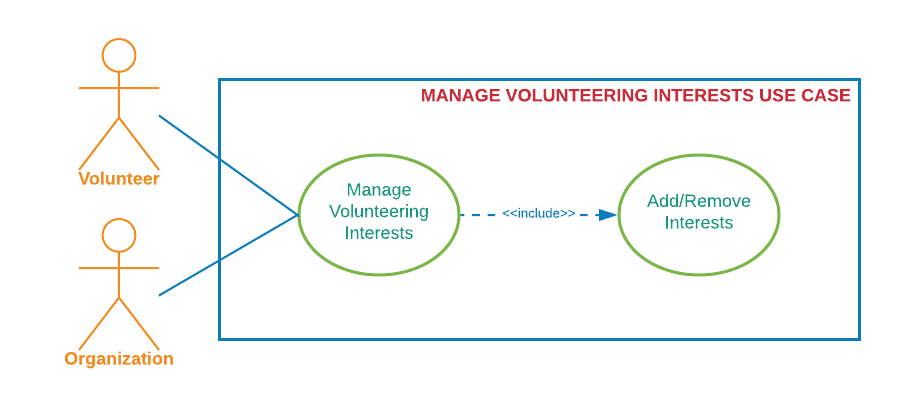 MANAGE VOLUNTEERING INTERESTS USE CASE
Volunteer
Manage
Volunteering
Interests
<<include>>
Add/Remove
Interests
Organization